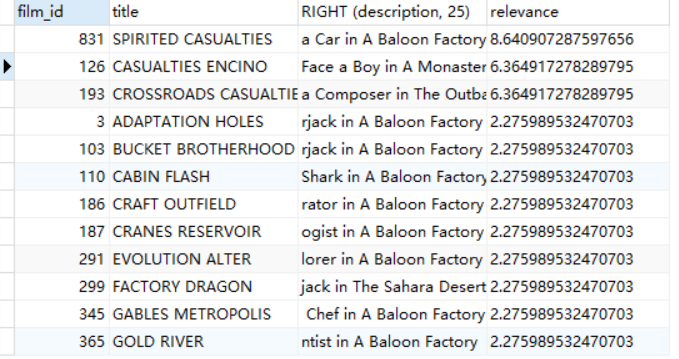 film_id title RIGHT (description, 25) relevance
831 SPIRITED CASUALTIES a Car in A Baloon Factory 8.640907287597656
126 CASUALTIES ENCINO Face a Boy in A Monaster 6.364917278289795
193 CROSSROADS CASUALTIE a Composer in The Outba 6.364917278289795
3 ADAPTATION HOLES rjack in A Baloon Factory 2.275989532470703
103 BUCKET BROTHERHOOD rjack in A Baloon Factory 2.275989532470703
110 CABIN FLASH Shark in A Baloon Factory 2.275989532470703
186 CRAFT OUTFIELD rator in A Baloon Factory 2.275989532470703
187 CRANES RESERVOIR ogist in A Baloon Factory 2.275989532470703
291 EVOLUTION ALTER lorer in A Baloon Factory 2.275989532470703
299 FACTORY DRAGON jack in The Sahara Desert 2.275989532470703
345 GABLES METROPOLIS Chef in A Baloon Factory 2.275989532470703
365 GOLD RIVER ntist in A Baloon Factory 2.275989532470703